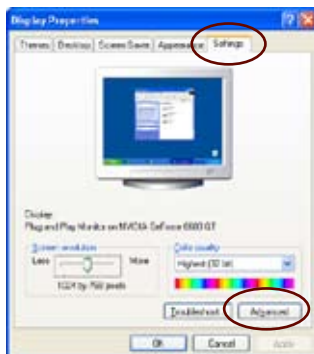 Display Properties
Themes Desktop Screen Saver Appearance Settings
Display:
Plug and Play Monitor on NVIDIA GeForce 6600 GT
Screen resolution
Less More
1024 by 768 pixels
Color quality
Highest (32 bit)
Troubleshoot Advanced
OK Cancel Apply